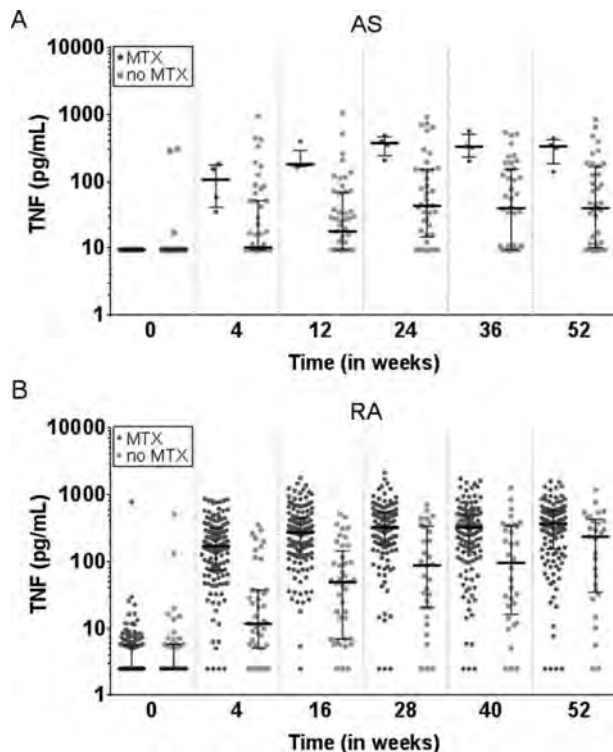 A
AS
10000
MTX
no MTX
1000
100
10
1
TNF (pg/mL)
0 4 12 24 36 52
Time (in weeks)
B
RA
10000
MTX
no MTX
1000
100
10
1
TNF (pg/mL)
0 4 16 28 40 52
Time (in weeks)